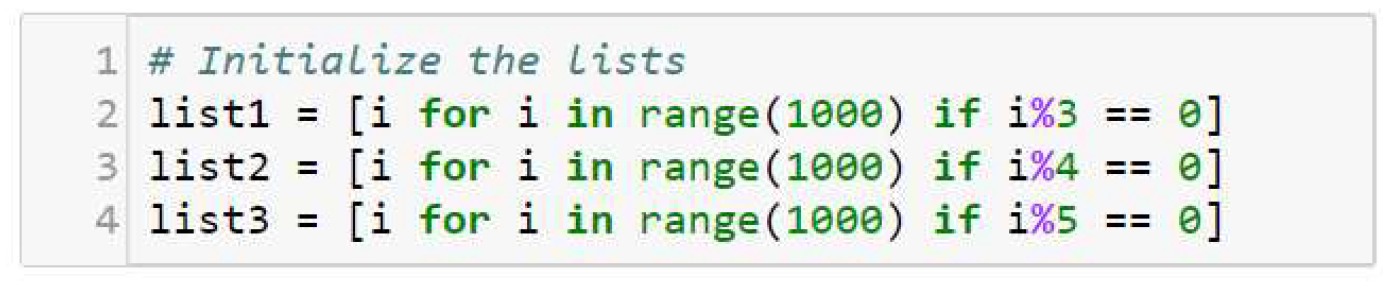 1 # Initialize the lists
2 list1 = [i for i in range(1000) if i%3 == 0]
3 list2 = [i for i in range(1000) if i%4 == 0]
4 list3 = [i for i in range(1000) if i%5 == 0]